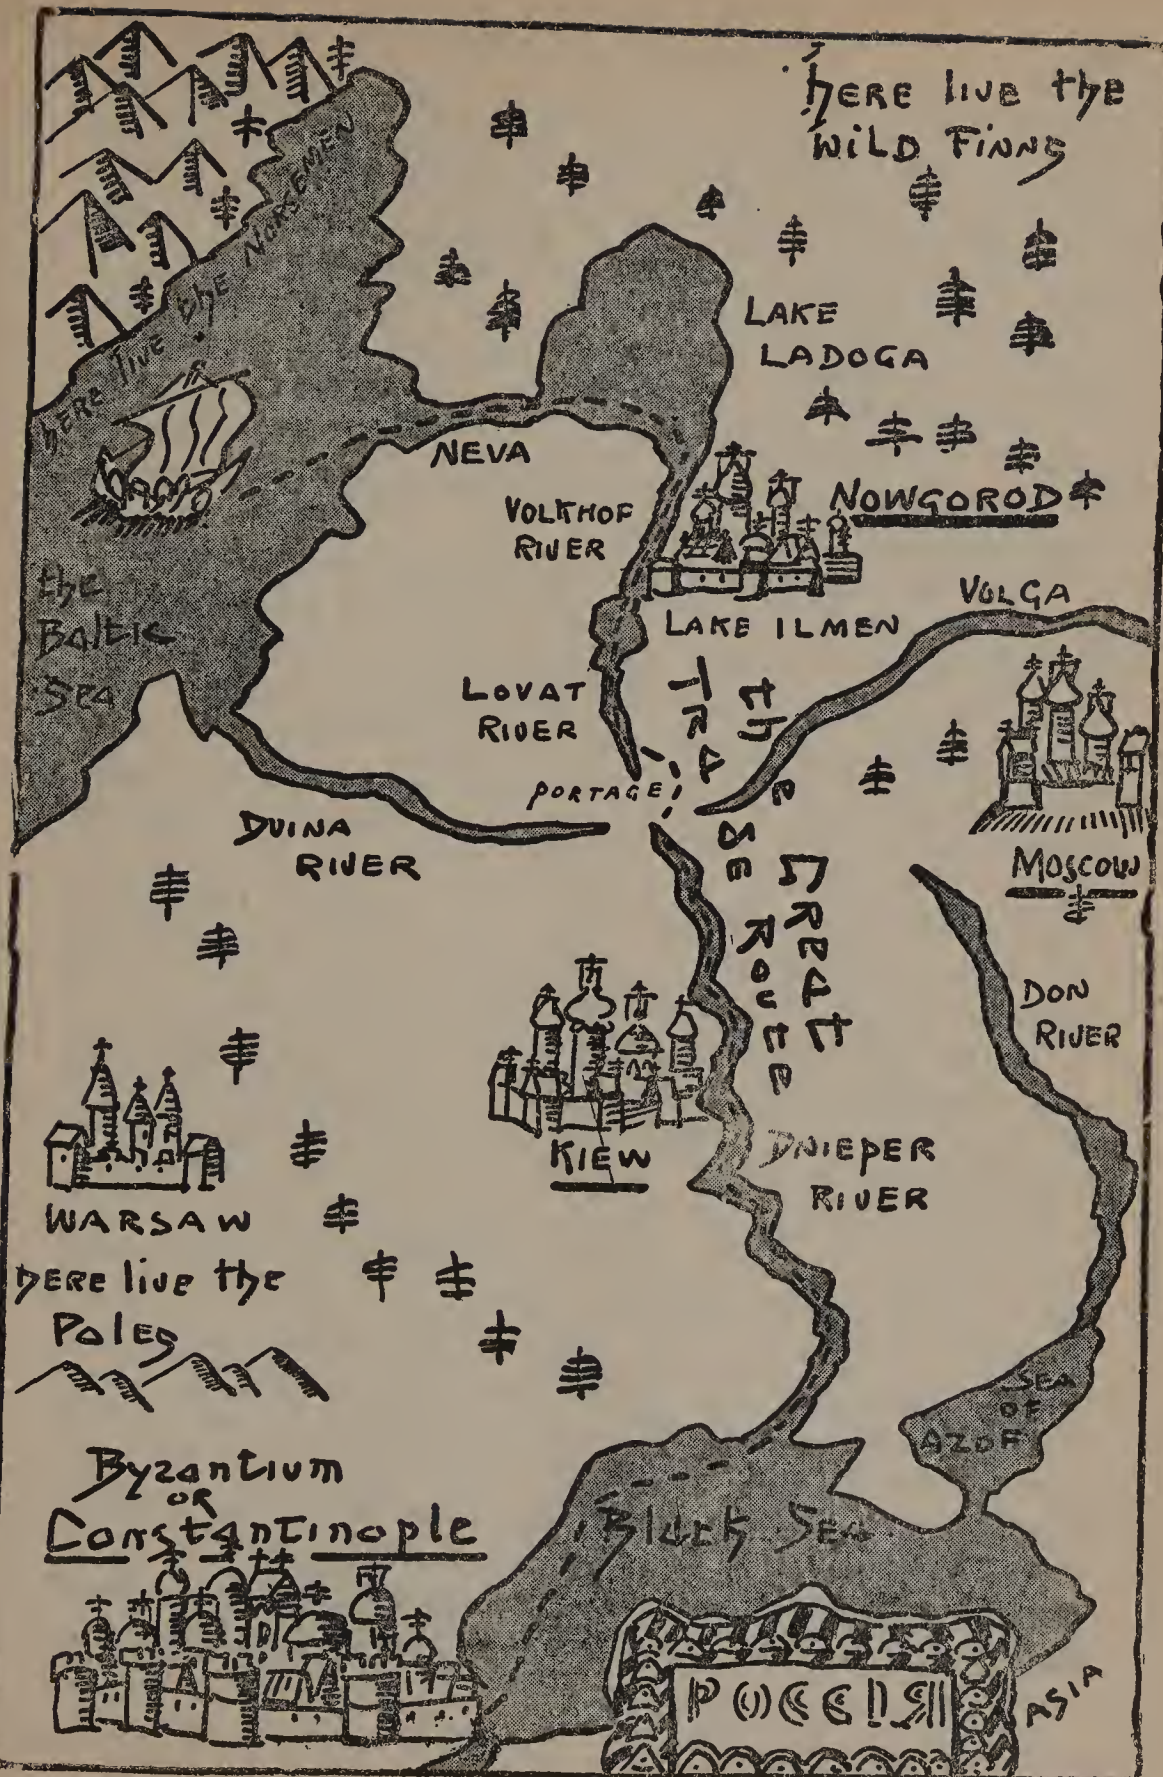 here live the
wild Finns
here live the Norsemen
LAKE
LADOGA
NEVA
VOLKHOF
RIVER
NOWGOROD
VOLGA
the
Baltic
Sea
LAKE ILMEN
LOVAT
RIVER
the GREAT
TRADE ROUTE
PORTAGE
DUINA
RIVER
MOSCOW
DON
RIVER
KIEW
DNIEPER
RIVER
WARSAW
here live the
Poles
SEA
OF
AZOF
Byzantium
OR
Constantinople
Black Sea
РОССІЯ
ASIA